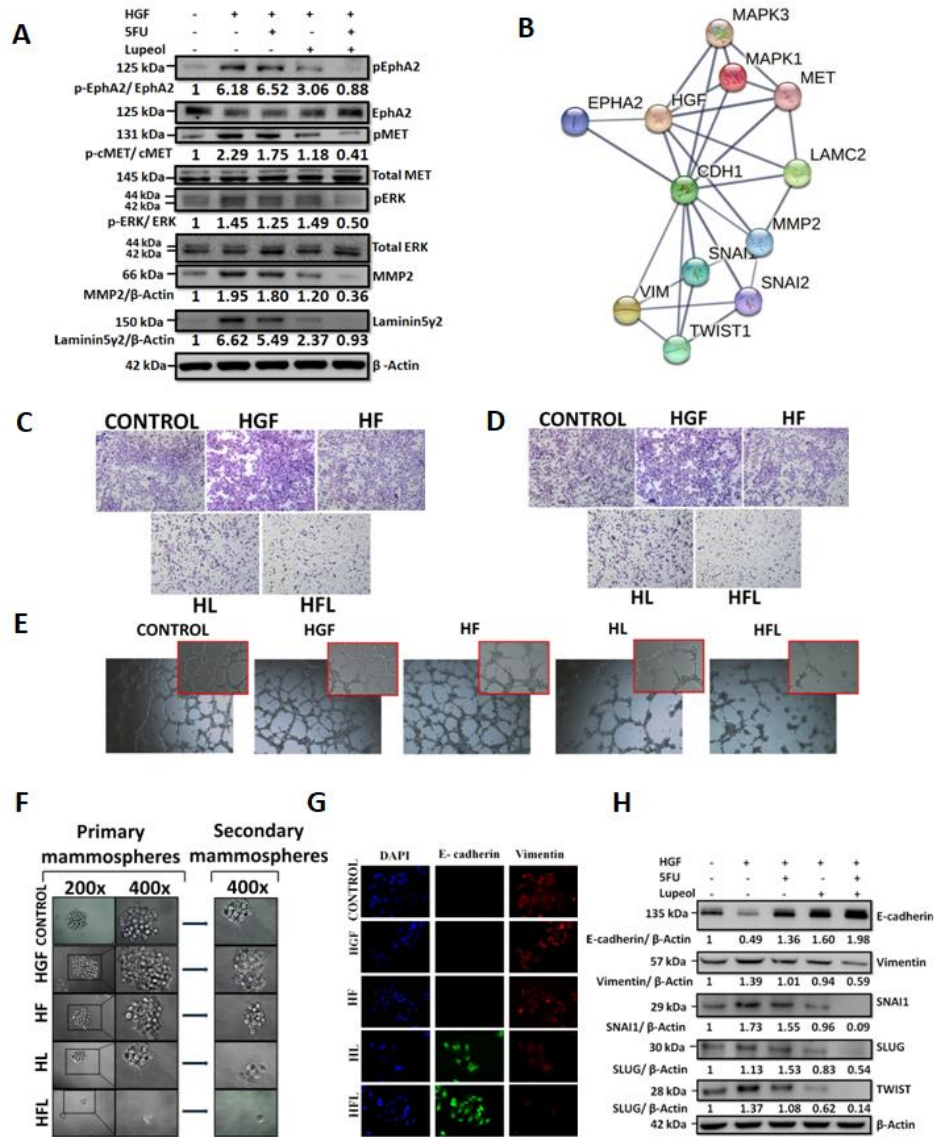 A
HGF - + + + +
5FU - - + - +
Lupeol - - - + +
125 kDa pEphA2
p-EphA2/ EphA2 1 6.18 6.52 3.06 0.88
125 kDa EphA2
131 kDa pMET
p-cMET/ cMET 1 2.29 1.75 1.18 0.41
145 kDa Total MET
44 kDa
42 kDa
pERK
p-ERK/ ERK 1 1.45 1.25 1.49 0.50
44 kDa
42 kDa
Total ERK
66 kDa MMP2
MMP2/β-Actin 1 1.95 1.80 1.20 0.36
150 kDa Laminin5γ2
Laminin5γ2/β-Actin 1 6.62 5.49 2.37 0.93
42 kDa β -Actin
B
MAPK3
MAPK1
MET
EPHA2
HGF
LAMC2
CDH1
MMP2
SNAI1
SNAI2
VIM
TWIST1
C
CONTROL HGF HF
HL HFL
D
CONTROL HGF HF
HL HFL
E
CONTROL HGF HF HL HFL
F
Primary mammospheres
Secondary mammospheres
200x 400x 400x
CONTROL
HGF
HF
HL
HFL
G
DAPI E- cadherin Vimentin
CONTROL
HGF
HF
HL
HFL
H
HGF - + + + +
5FU - - + - +
Lupeol - - - + +
135 kDa E-cadherin
E-cadherin/ β-Actin 1 0.49 1.36 1.60 1.98
57 kDa Vimentin
Vimentin/ β-Actin 1 1.39 1.01 0.94 0.59
29 kDa SNAI1
SNAI1/ β-Actin 1 1.73 1.55 0.96 0.09
30 kDa SLUG
SLUG/ β-Actin 1 1.13 1.53 0.83 0.54
28 kDa TWIST
SLUG/ β-Actin 1 1.37 1.08 0.62 0.14
42 kDa β-Actin